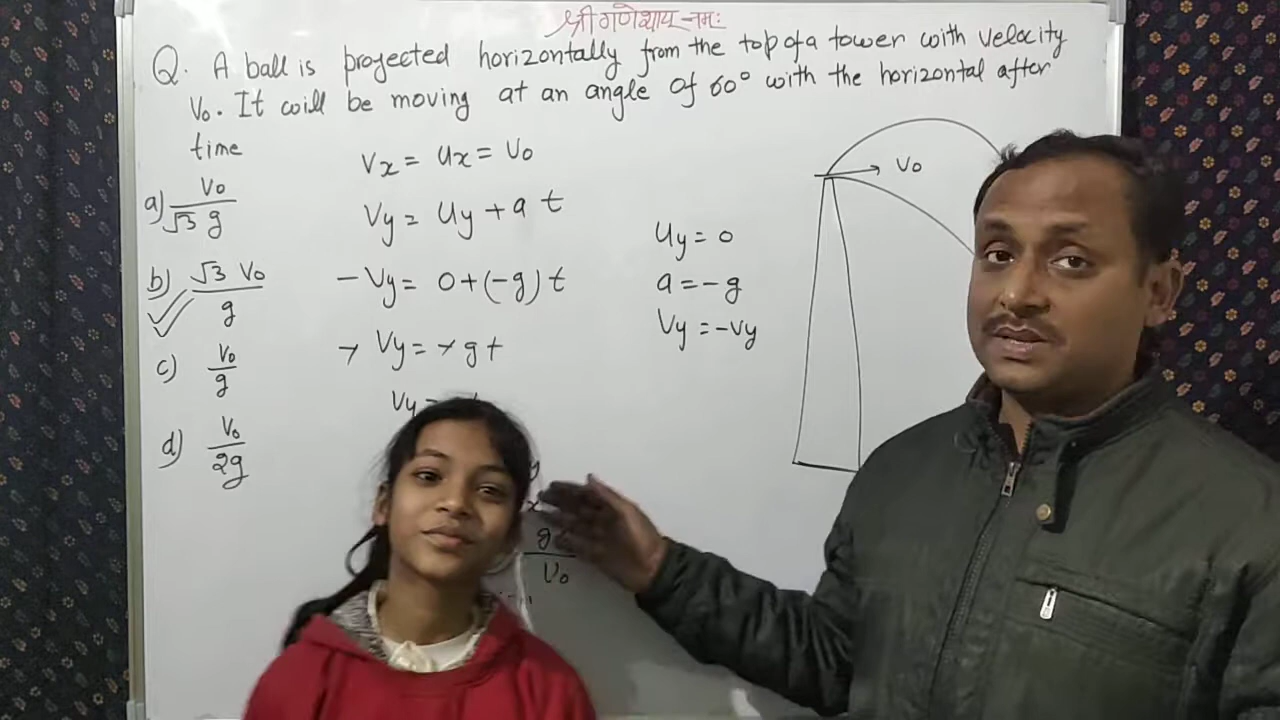 श्री गणेशाय नमः
Q. A ball is projected horizontally from the top of a tower with velocity
V₀. It will be moving at an angle of 60° with the horizontal after
time
a) V₀/√3 g
b) √3 V₀/g
c) V₀/g
d) V₀/2g
Vx = Ux = V₀
Vy = Uy + a t
- Vy = 0 + (-g) t
- Vy = - g t
Vy =
g
V₀
Uy = 0
a = -g
Vy = -Vy
V₀